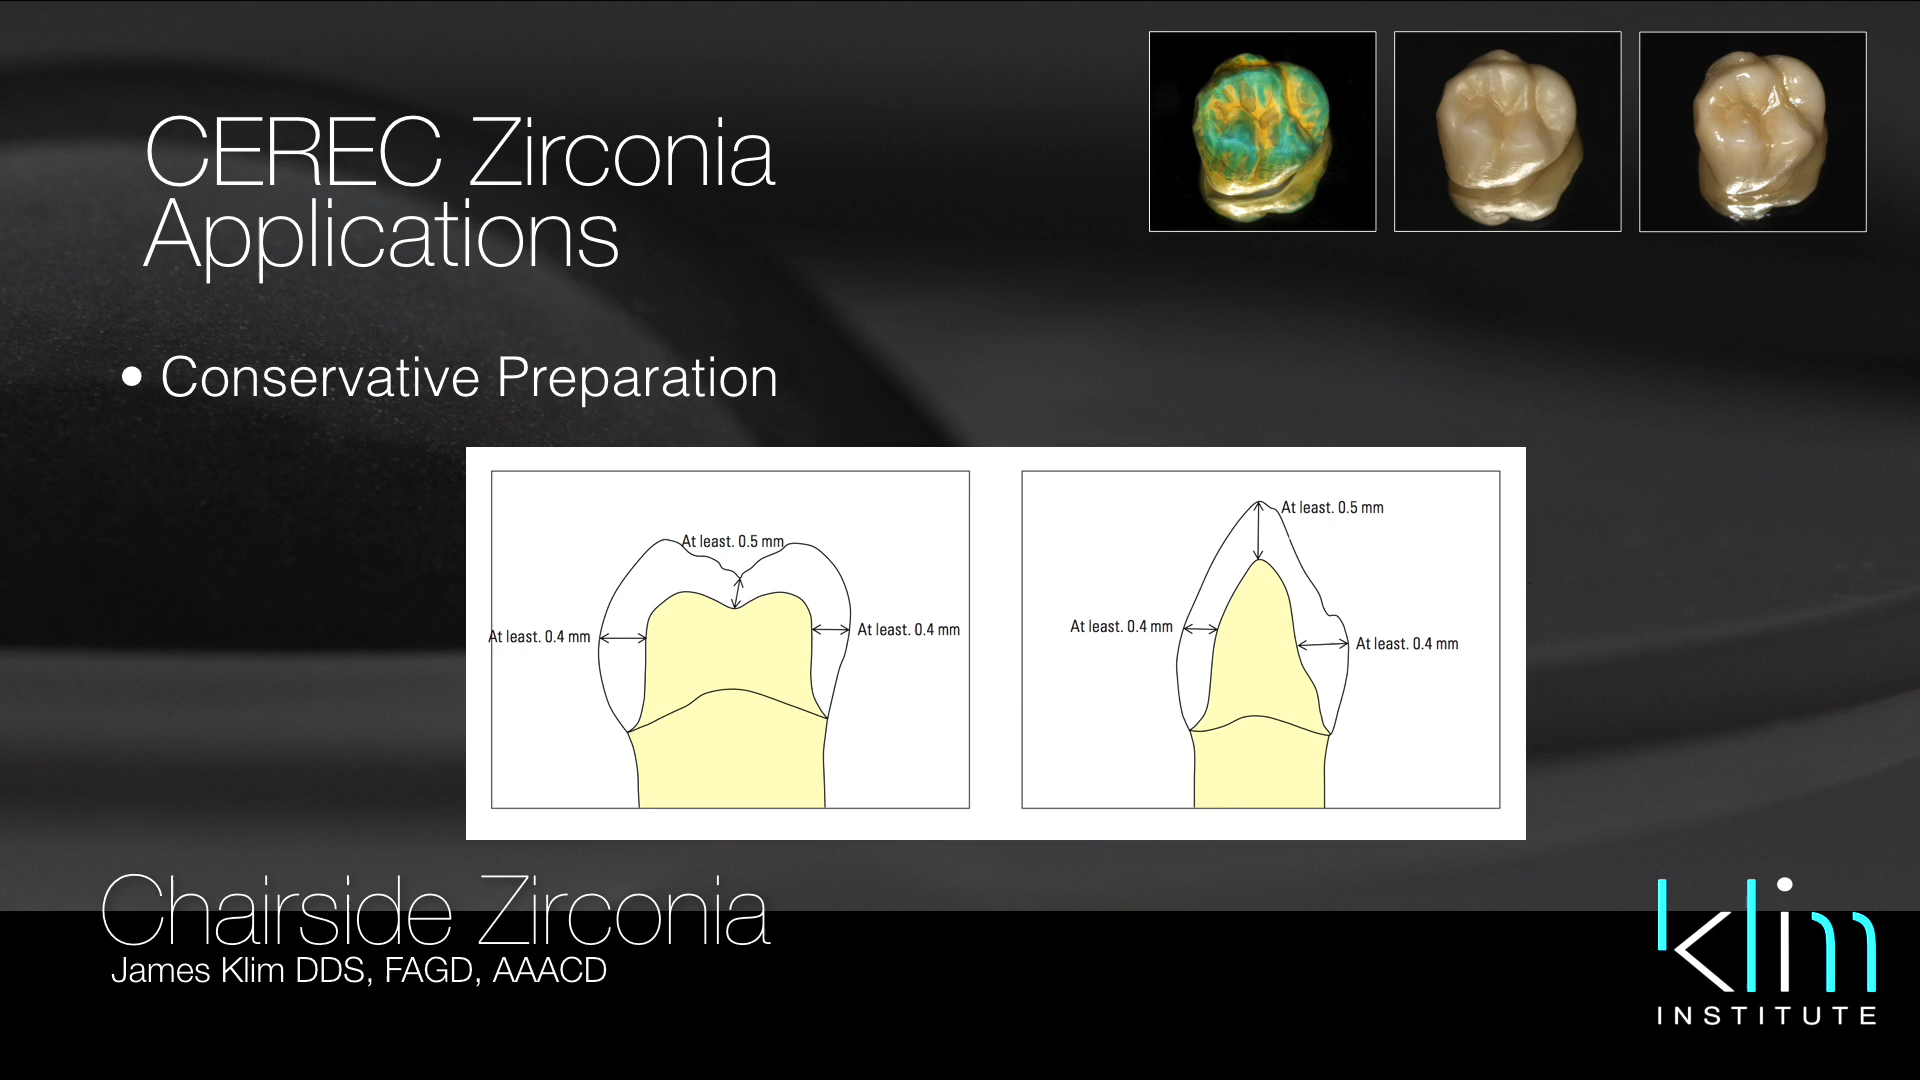 CEREC Zirconia
Applications
• Conservative Preparation
At least. 0.5 mm
At least. 0.4 mm
At least. 0.4 mm
At least. 0.5 mm
At least. 0.4 mm
At least. 0.4 mm
Chairside Zirconia
James Klim DDS, FAGD, AAACD
klim
INSTITUTE